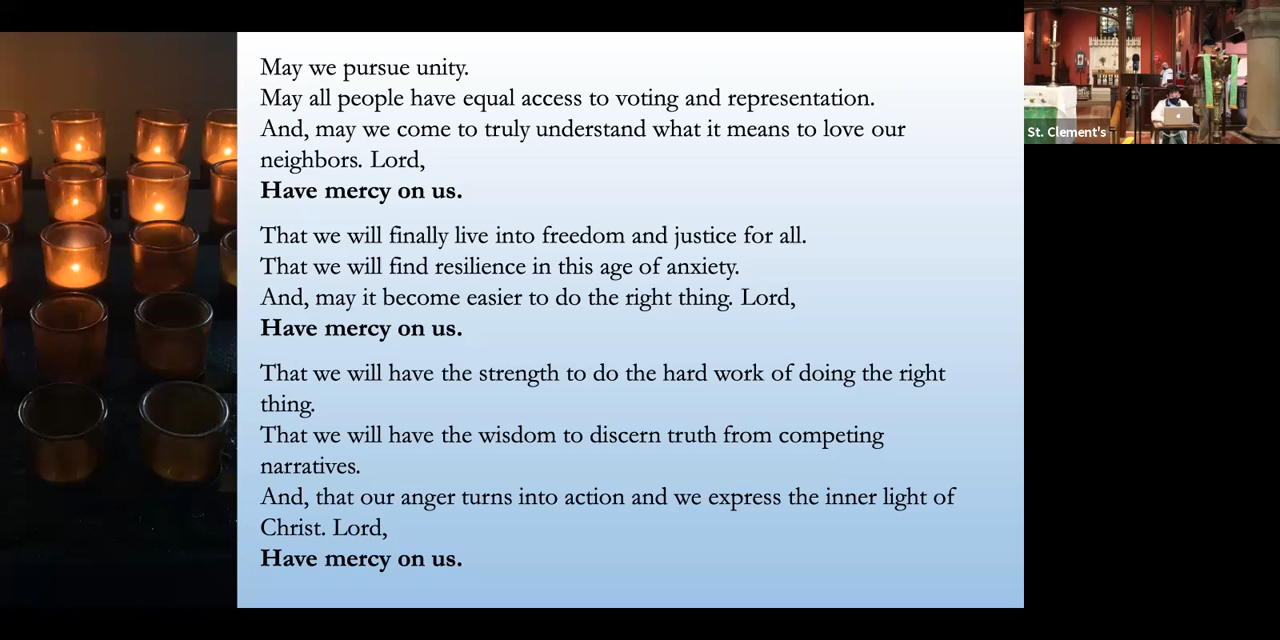 May we pursue unity.
May all people have equal access to voting and representation.
And, may we come to truly understand what it means to love our
neighbors. Lord,
Have mercy on us.
That we will finally live into freedom and justice for all.
That we will find resilience in this age of anxiety.
And, may it become easier to do the right thing. Lord,
Have mercy on us.
That we will have the strength to do the hard work of doing the right
thing.
That we will have the wisdom to discern truth from competing
narratives.
And, that our anger turns into action and we express the inner light of
Christ. Lord,
Have mercy on us.
St. Clement's